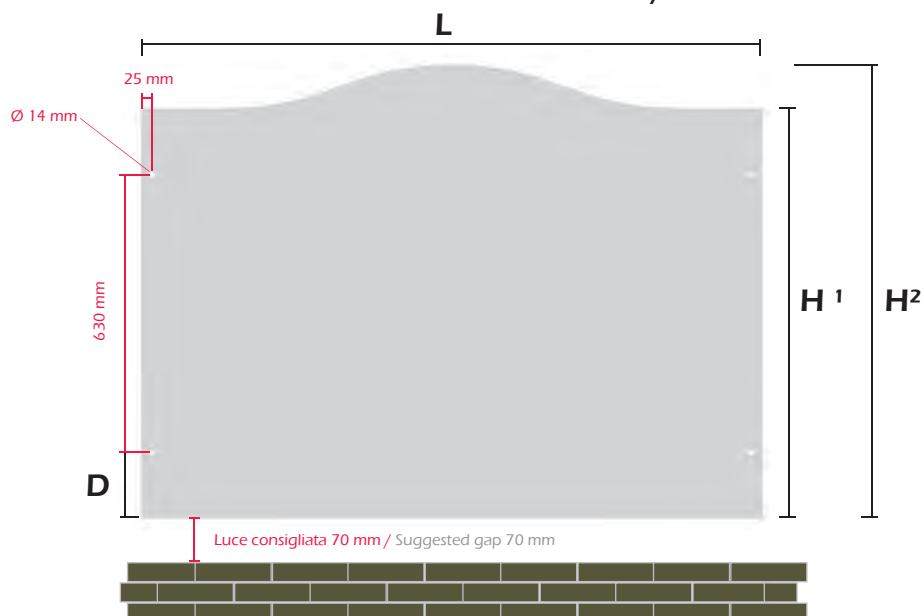 L
25 mm
Ø 14 mm
630 mm
H ¹
H²
D
Luce consigliata 70 mm / Suggested gap 70 mm